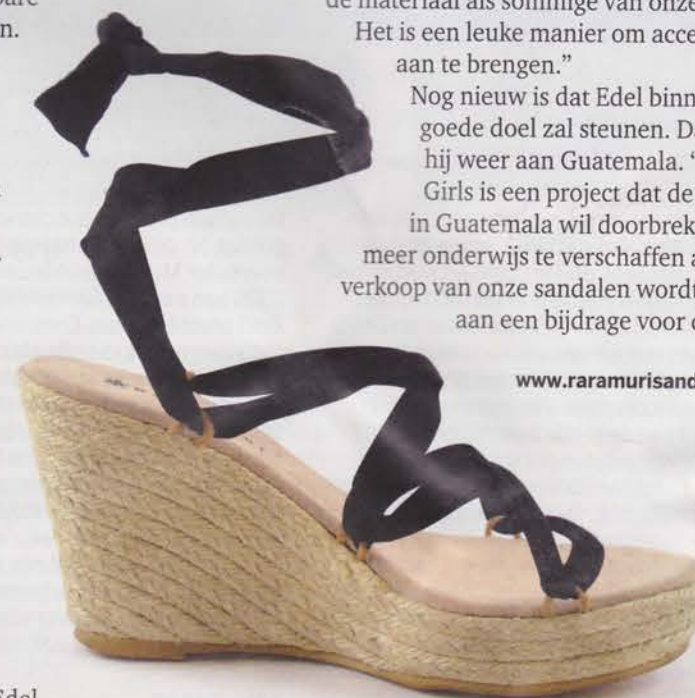 n.
de materiaal als sommige van onze
Het is een leuke manier om acce
aan te brengen.”
Nog nieuw is dat Edel binn
goede doel zal steunen. D
hij weer aan Guatemala. ‘
Girls is een project dat de
in Guatemala wil doorbrek
meer onderwijs te verschaffen a
verkoop van onze sandalen wordt
aan een bijdrage voor
www.raramurisand
Edel